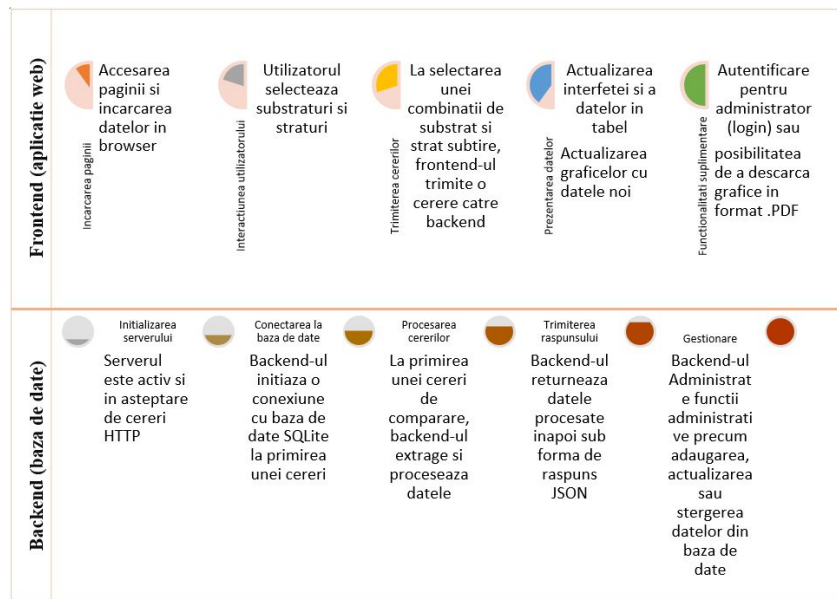 Frontend (aplicatie web)
Incarcarea paginii
Accesarea
paginii si
incarcarea
datelor in
browser
Interactiunea utilizatorului
Utilizatorul
selecteaza
substraturi si
straturi
Trimiterea cererilor
La selectarea
unei
combinatii de
substrat si
strat subtire,
frontend-ul
trimite o
cerere catre
backend
Prezentarea datelor
Actualizarea
interfetei si a
datelor in
tabel
Actualizarea
graficelor cu
datele noi
Functionalitati suplimentare
Autentificare
pentru
administrator
(login) sau
posibilitatea
de a descarca
grafice in
format .PDF
Backend (baza de date)
Initializarea
serverului
Serverul
este activ si
in asteptare
de cereri
HTTP
Conectarea la
baza de date
Backend-ul
initiaza o
conexiune
cu baza de
date SQLite
la primirea
unei cereri
Procesarea
cererilor
La primirea
unei cereri
de
comparare,
backend-ul
extrage si
proceseaza
datele
Trimiterea
raspunsului
Backend-ul
returneaza
datele
procesate
inapoi sub
forma de
raspuns
JSON
Gestionare
Backend-ul
Administrat
e functii
administrati
ve precum
adaugarea,
actualizarea
sau
stergerea
datelor din
baza de
date